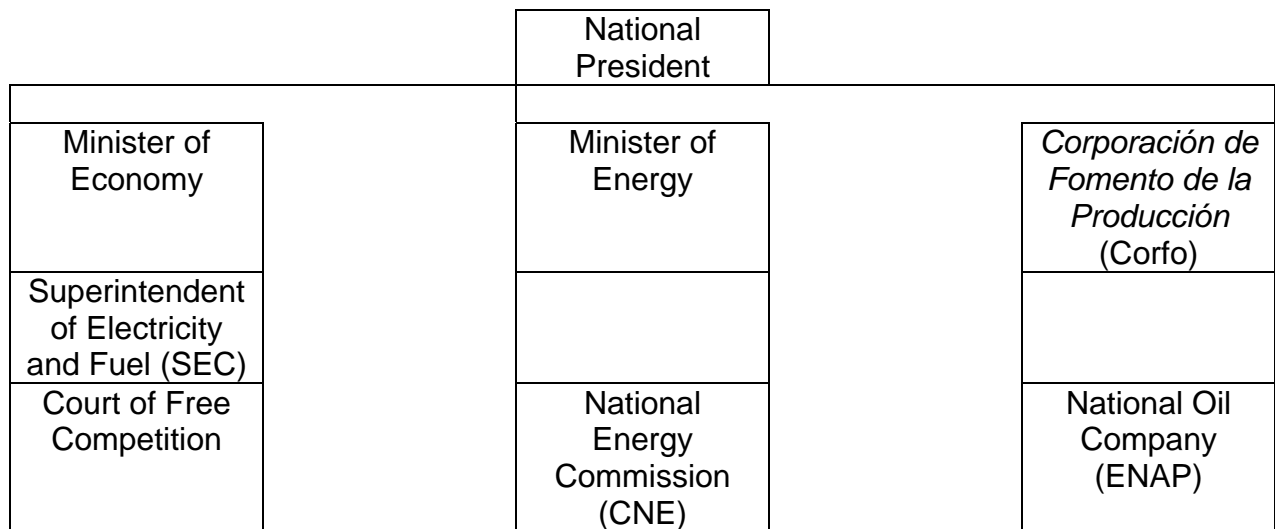 National
President
Minister of
Economy
Minister of
Energy
Corporación de
Fomento de la
Producción
(Corfo)
Superintendent
of Electricity
and Fuel (SEC)
Court of Free
Competition
National
Energy
Commission
(CNE)
National Oil
Company
(ENAP)